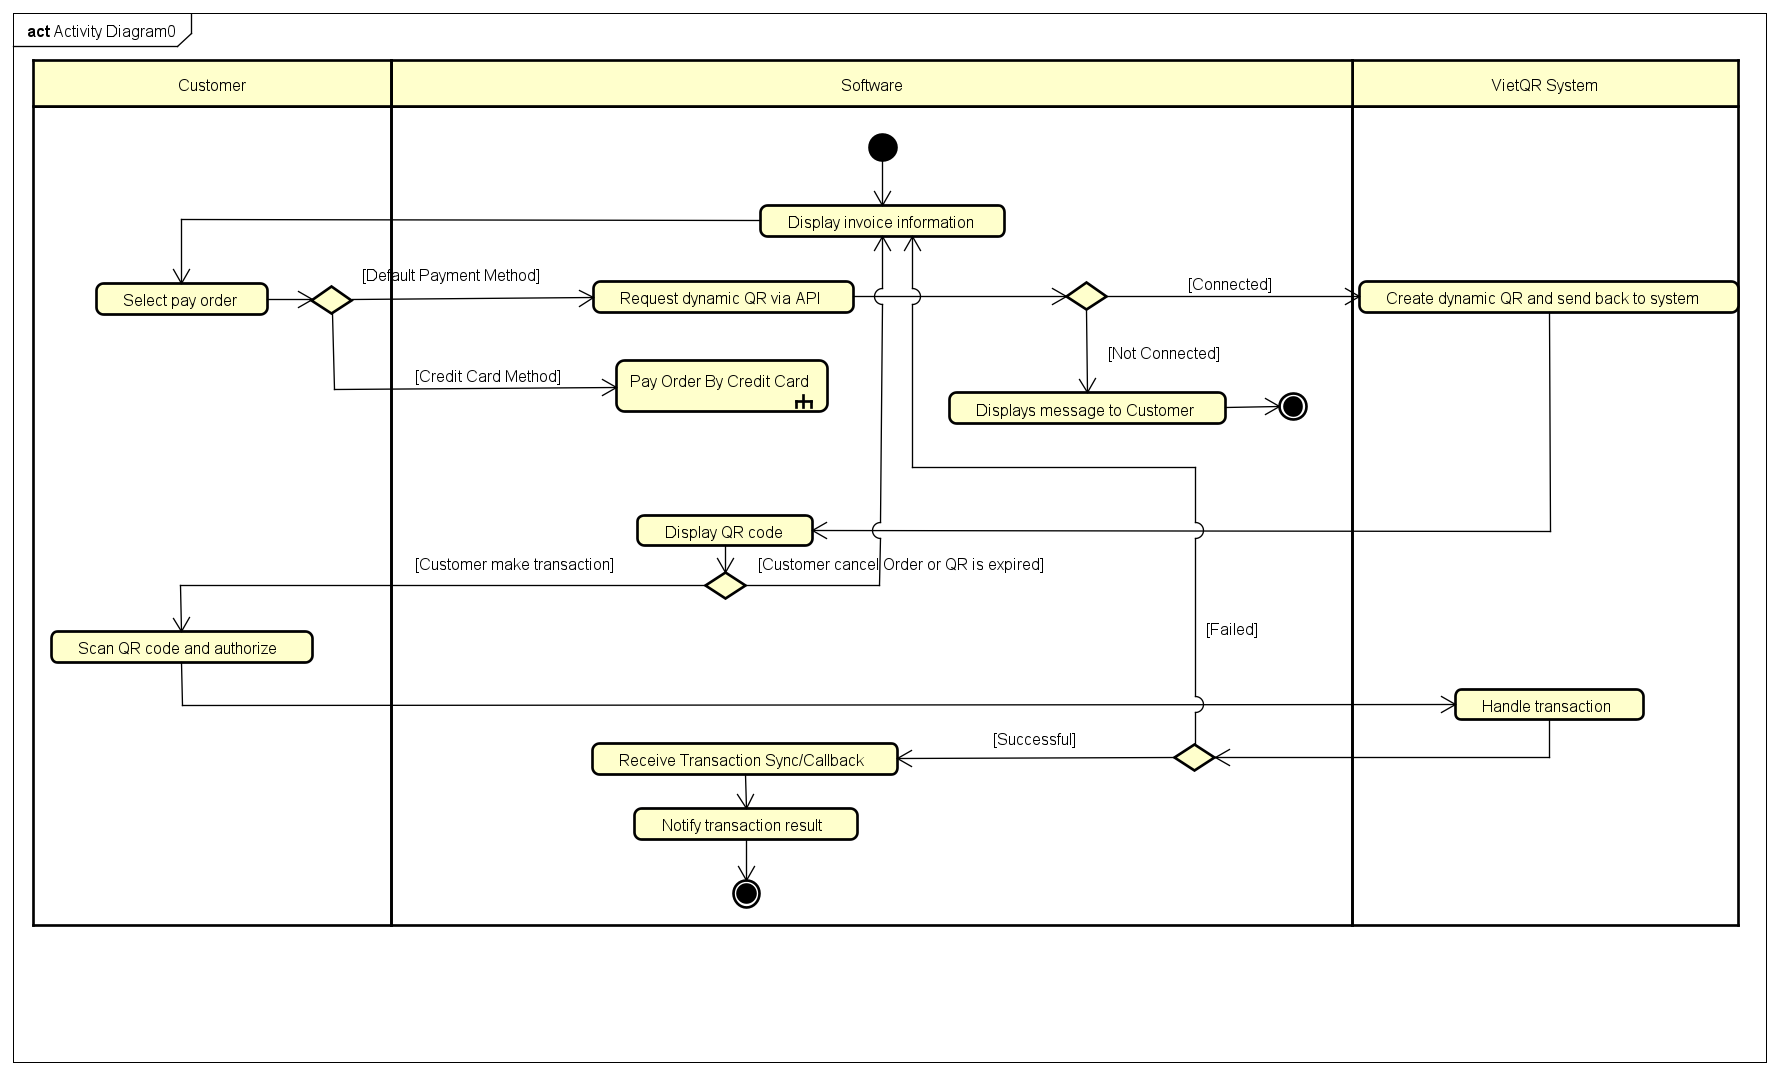 act Activity Diagram0
Customer
Software
VietQR System
Display invoice information
[Default Payment Method]
Select pay order
Request dynamic QR via API
[Connected]
Create dynamic QR and send back to system
[Not Connected]
[Credit Card Method]
Pay Order By Credit Card
Displays message to Customer
Display QR code
[Customer make transaction]
[Customer cancel Order or QR is expired]
Scan QR code and authorize
[Failed]
Handle transaction
[Successful]
Receive Transaction Sync/Callback
Notify transaction result